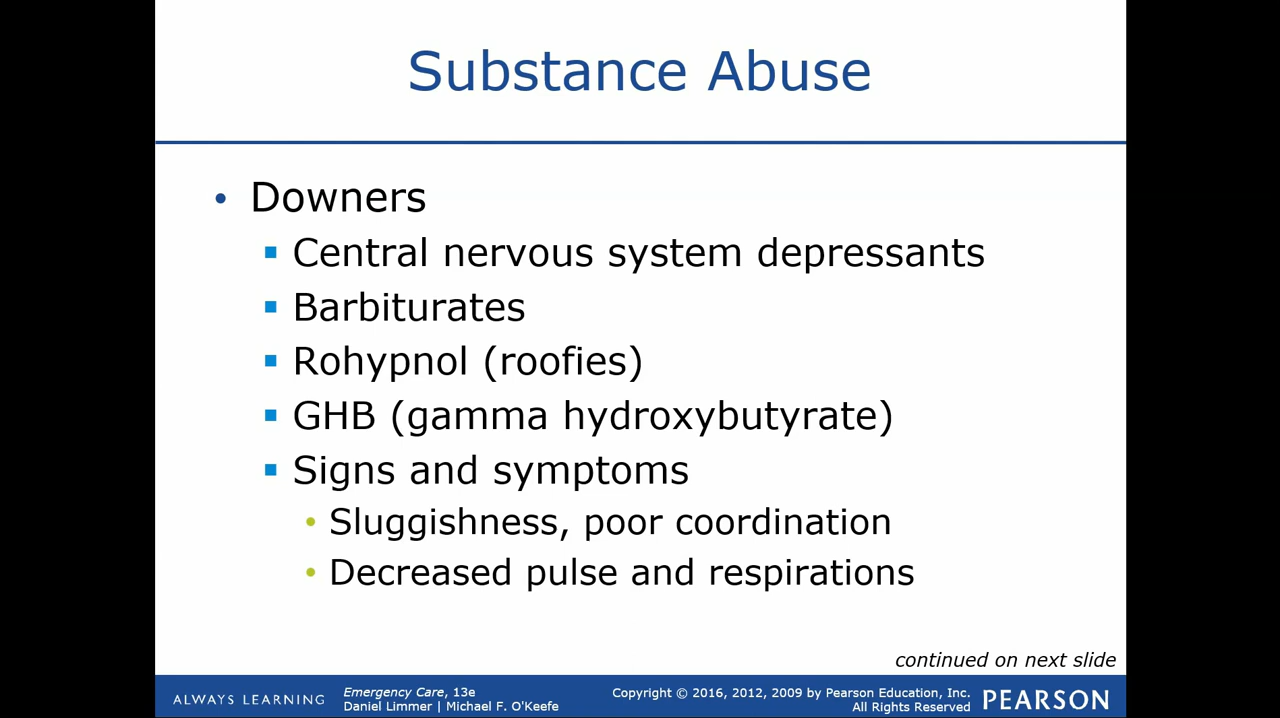 Substance Abuse
• Downers
▪ Central nervous system depressants
▪ Barbiturates
▪ Rohypnol (roofies)
▪ GHB (gamma hydroxybutyrate)
▪ Signs and symptoms
• Sluggishness, poor coordination
• Decreased pulse and respirations
continued on next slide
ALWAYS LEARNING
Emergency Care, 13e
Daniel Limmer | Michael F. O'Keefe
Copyright © 2016, 2012, 2009 by Pearson Education, Inc.
All Rights Reserved
PEARSON